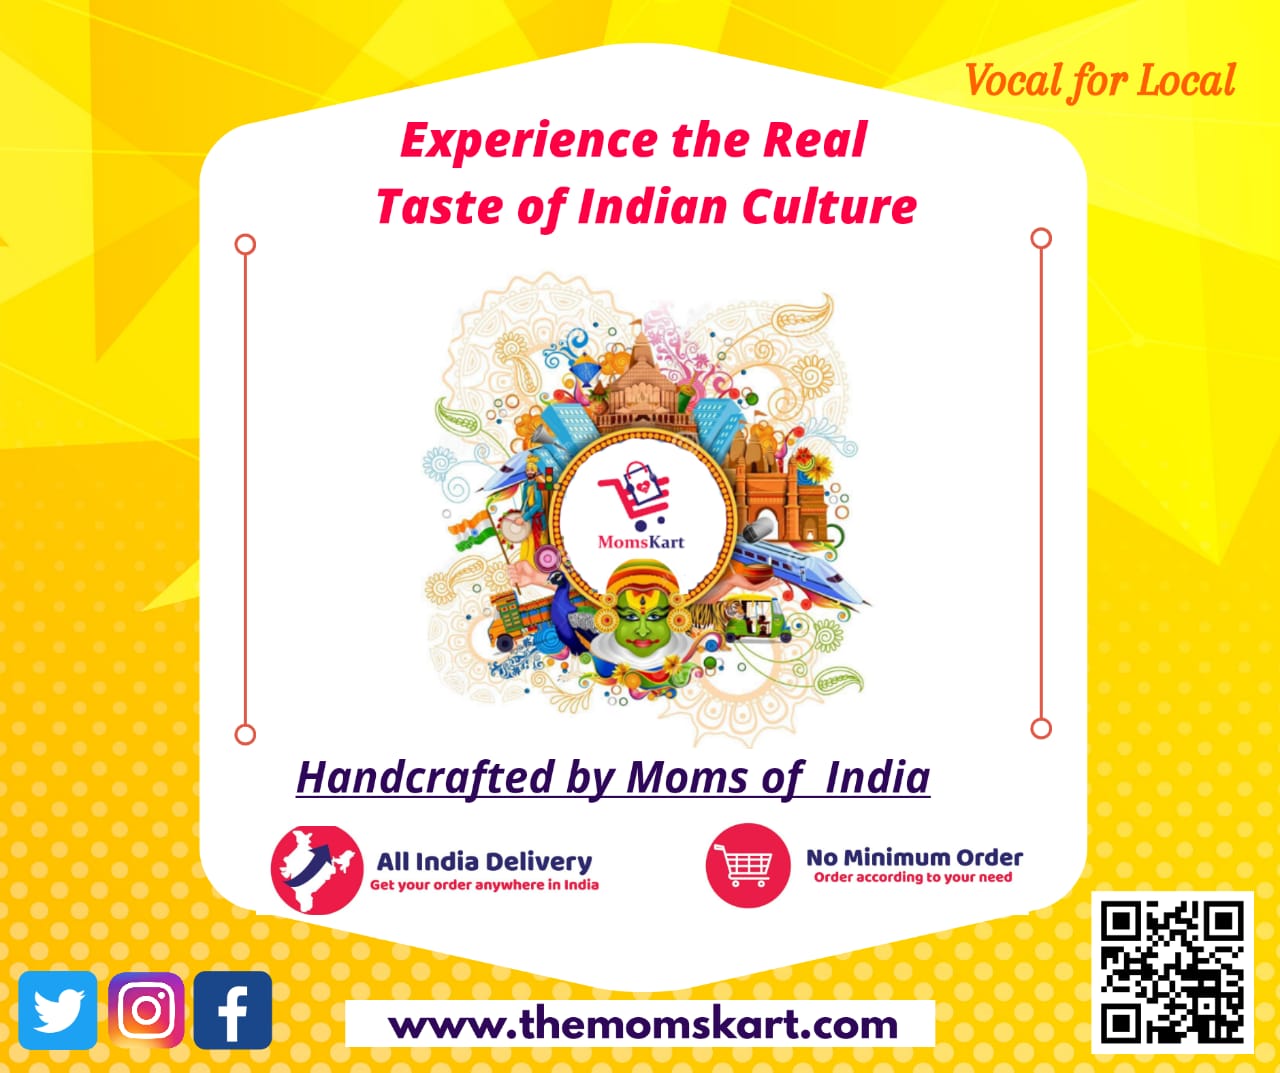 Vocal for Local
Experience the Real
Taste of Indian Culture
MomsKart
Handcrafted by Moms of India
All India Delivery
Get your order anywhere in India
No Minimum Order
Order according to your need
www.themomskart.com